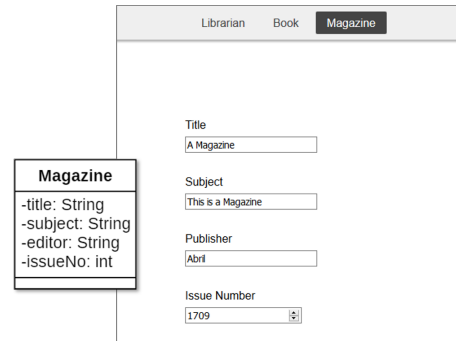 Librarian Book Magazine
Title
A Magazine
Subject
This is a Magazine
Publisher
Abril
Issue Number
1709
Magazine
-title: String
-subject: String
-editor: String
-issueNo: int